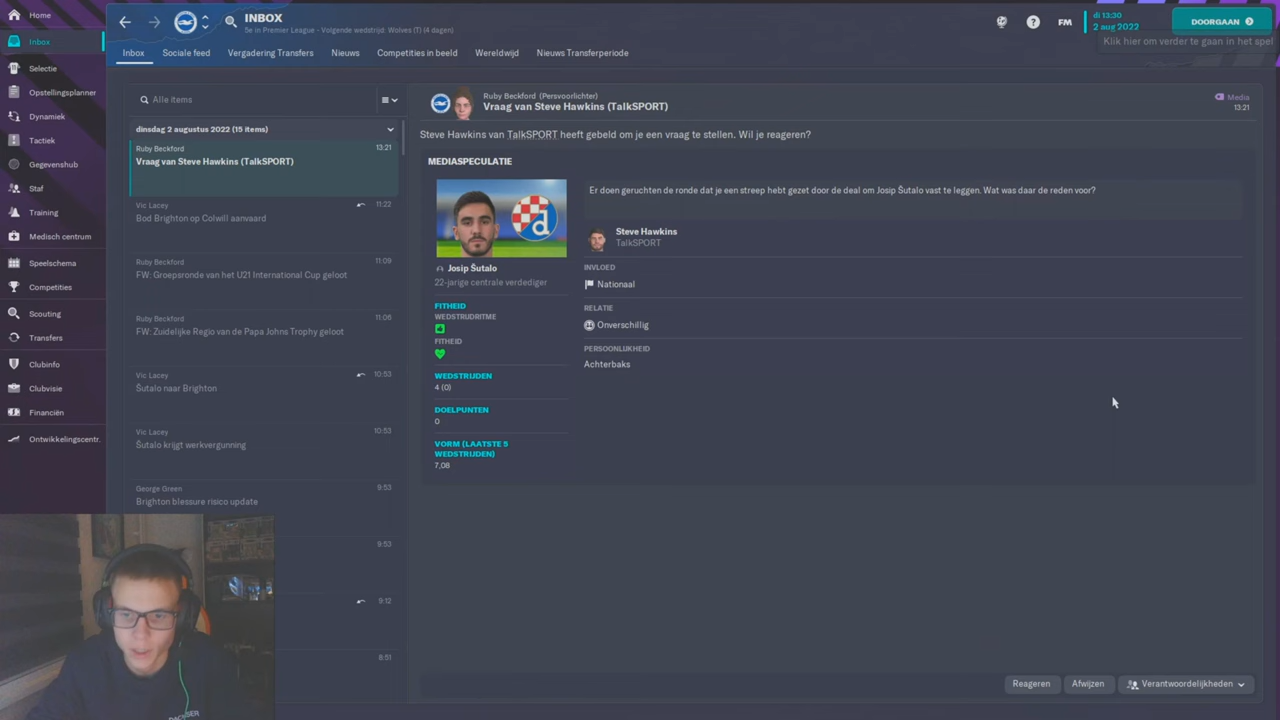 Home
Inbox
Selectie
Opstellingsplanner
Dynamiek
Tactiek
Gegevenshub
Staf
Training
Medisch centrum
Speelschema
Competities
Scouting
Transfers
Clubinfo
Clubvisie
Financiën
Ontwikkelingscentr.
INBOX
5e in Premier League - Volgende wedstrijd: Wolves (T) (4 dagen)
FM
di 13:30
2 aug 2022
DOORGAAN
Klik hier om verder te gaan in het spel
Inbox
Sociale feed
Vergadering Transfers
Nieuws
Competities in beeld
Wereldwijd
Nieuws Transferperiode
Alle items
dinsdag 2 augustus 2022 (15 items)
Ruby Beckford
13:21
Vraag van Steve Hawkins (TalkSPORT)
Vic Lacey
11:22
Bod Brighton op Colwill aanvaard
Ruby Beckford
11:09
FW: Groepsronde van het U21 International Cup geloot
Ruby Beckford
11:06
FW: Zuidelijke Regio van de Papa Johns Trophy geloot
Vic Lacey
10:53
Šutalo naar Brighton
Vic Lacey
10:53
Šutalo krijgt werkvergunning
George Green
9:53
Brighton blessure risico update
9:53
9:12
8:51
Ruby Beckford (Persvoorlichter)
Vraag van Steve Hawkins (TalkSPORT)
Media
13:21
Steve Hawkins van TalkSPORT heeft gebeld om je een vraag te stellen. Wil je reageren?
MEDIASPECULATIE
Josip Šutalo
22-jarige centrale verdediger
FITHEID
WEDSTRIJDRITME
FITHEID
WEDSTRIJDEN
4 (0)
DOELPUNTEN
0
VORM (LAATSTE 5
WEDSTRIJDEN)
7,08
Er doen geruchten de ronde dat je een streep hebt gezet door de deal om Josip Šutalo vast te leggen. Wat was daar de reden voor?
Steve Hawkins
TalkSPORT
INVLOED
Nationaal
RELATIE
Onverschillig
PERSOONLIJKHEID
Achterbaks
Reageren
Afwijzen
Verantwoordelijkheden